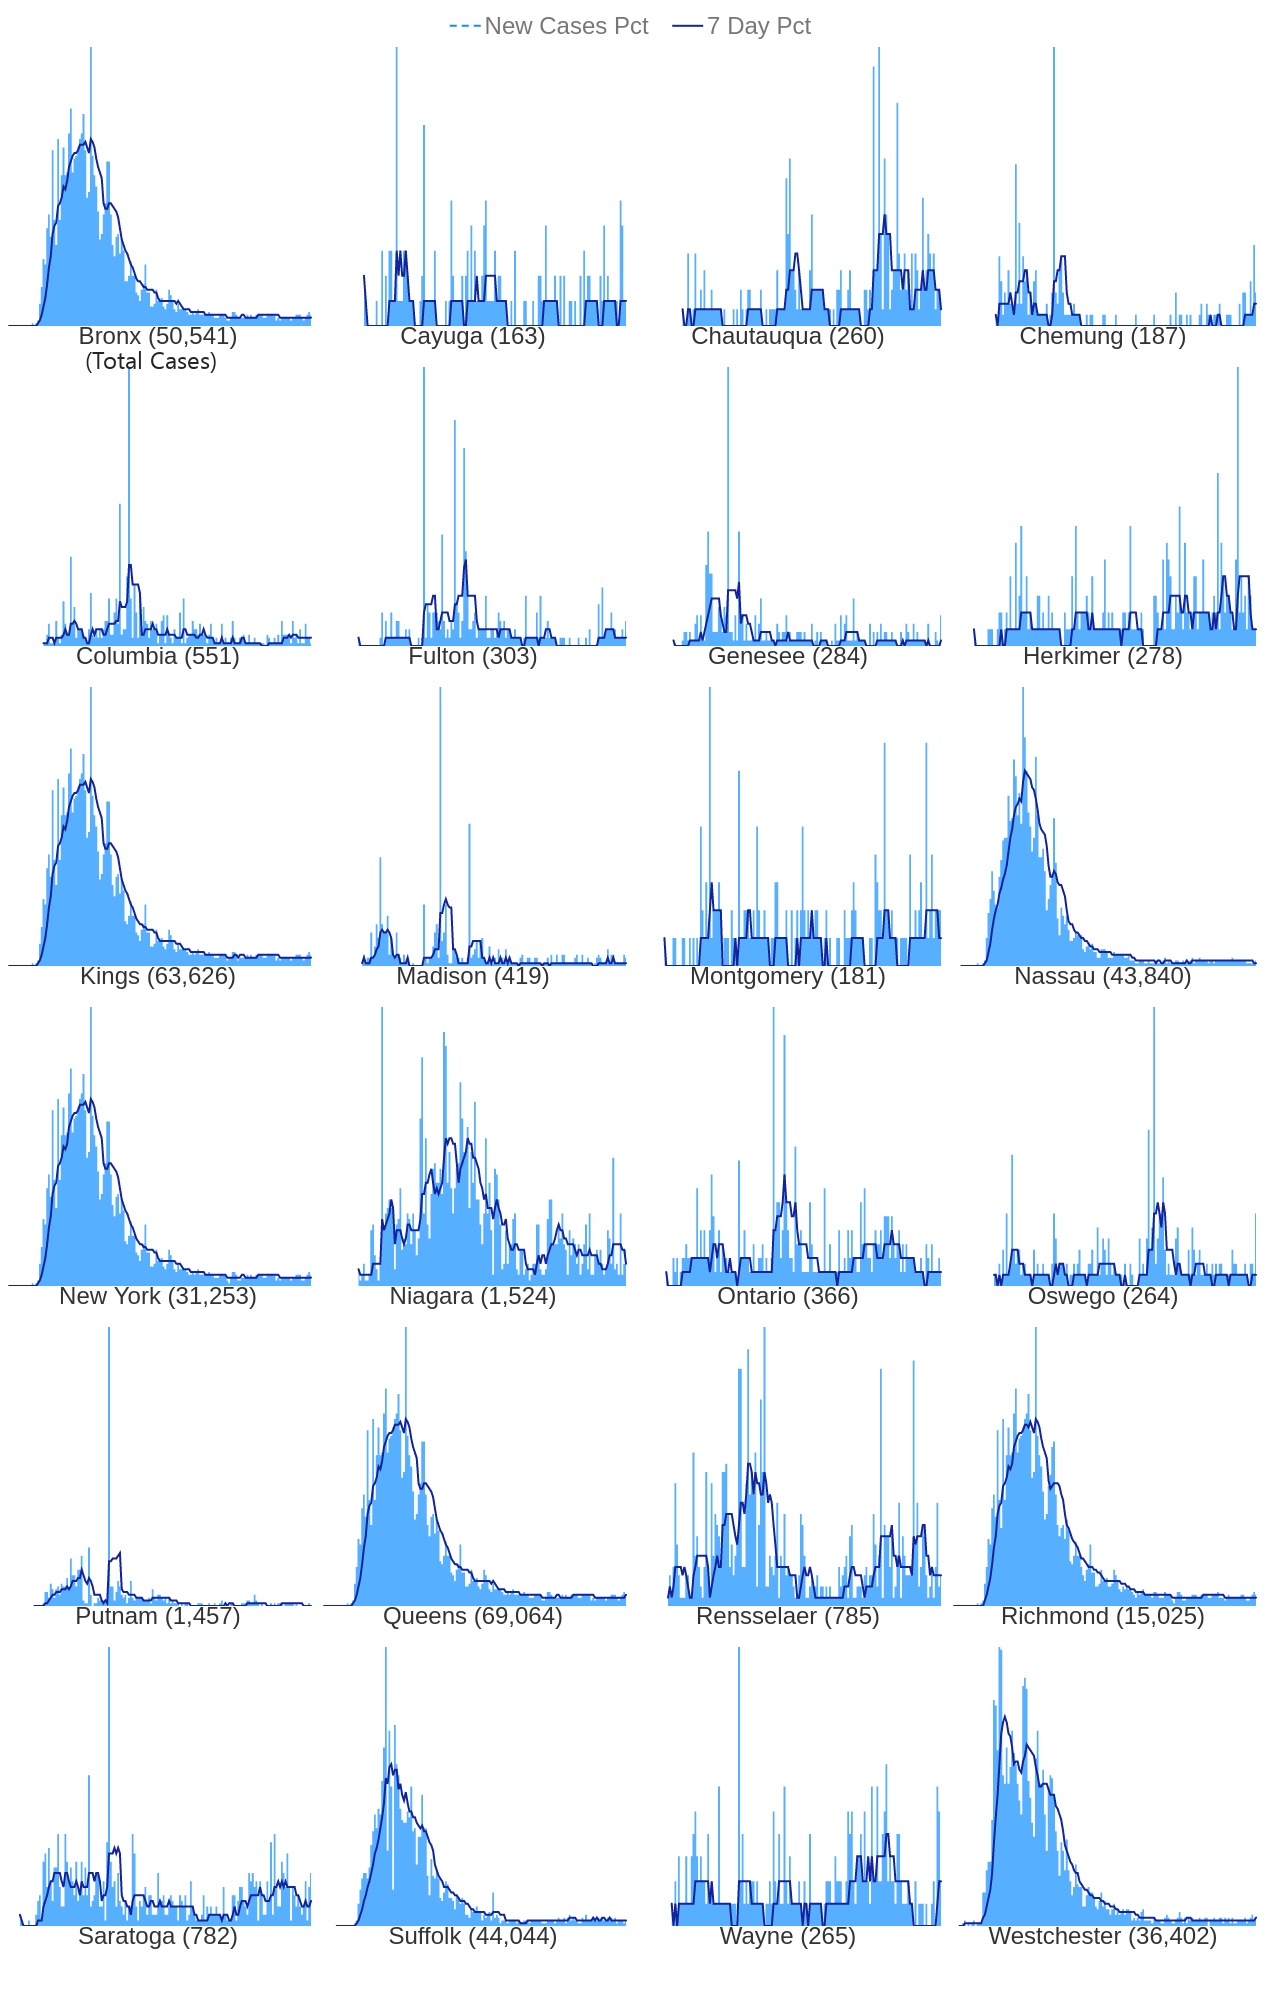 New Cases Pct 7 Day Pct
Bronx (50,541) Cayuga (163) Chautauqua (260) Chemung (187)
(Total Cases)
Columbia (551) Fulton (303) Genesee (284) Herkimer (278)
Kings (63,626) Madison (419) Montgomery (181) Nassau (43,840)
New York (31,253) Niagara (1,524) Ontario (366) Oswego (264)
Putnam (1,457) Queens (69,064) Rensselaer (785) Richmond (15,025)
Saratoga (782) Suffolk (44,044) Wayne (265) Westchester (36,402)